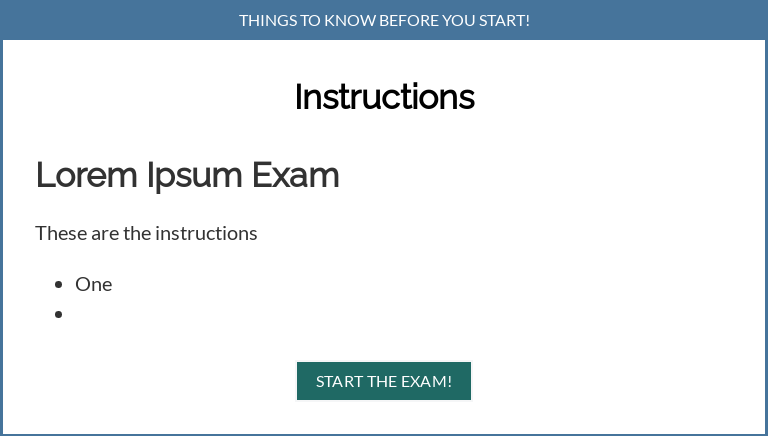 THINGS TO KNOW BEFORE YOU START!
Instructions
Lorem Ipsum Exam
These are the instructions
• One
•
START THE EXAM!